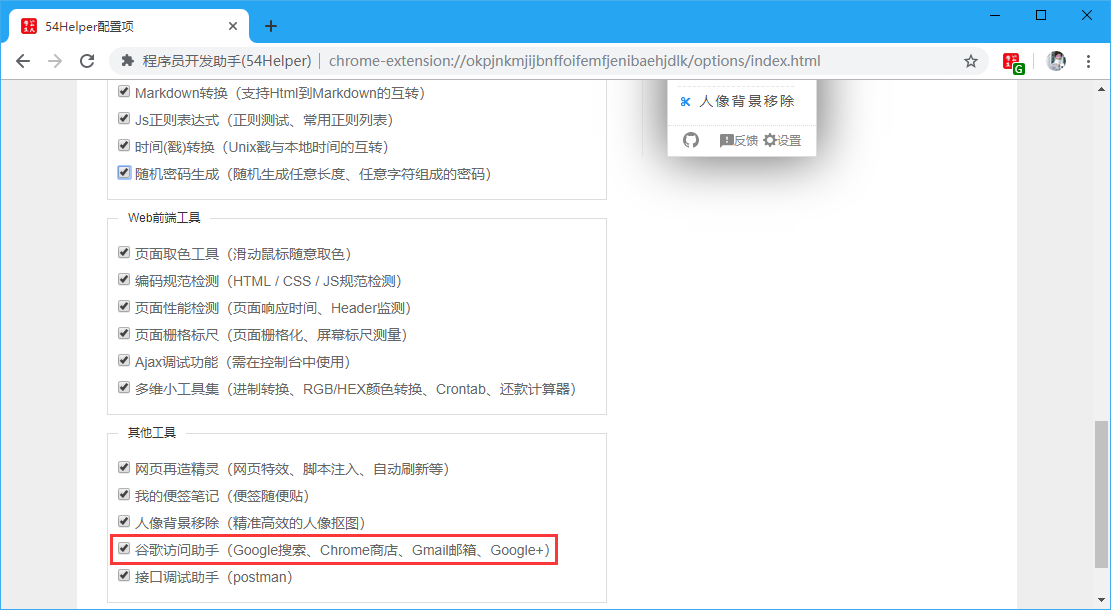 54Helper配置项
程序员开发助手(54Helper) chrome-extension://okpjnkmjijbnffoifemfjenibaehjdlk/options/index.html
G
Markdown转换（支持Html到Markdown的互转）
Js正则表达式（正则测试、常用正则列表）
时间(戳)转换（Unix戳与本地时间的互转）
随机密码生成（随机生成任意长度、任意字符组成的密码）
人像背景移除
反馈 设置
Web前端工具
页面取色工具（滑动鼠标随意取色）
编码规范检测（HTML / CSS / JS规范检测）
页面性能检测（页面响应时间、Header监测）
页面栅格标尺（页面栅格化、屏幕标尺测量）
Ajax调试功能（需在控制台中使用）
多维小工具集（进制转换、RGB/HEX颜色转换、Crontab、还款计算器）
其他工具
网页再造精灵（网页特效、脚本注入、自动刷新等）
我的便签笔记（便签随便贴）
人像背景移除（精准高效的人像抠图）
谷歌访问助手（Google搜索、Chrome商店、Gmail邮箱、Google+）
接口调试助手（postman）